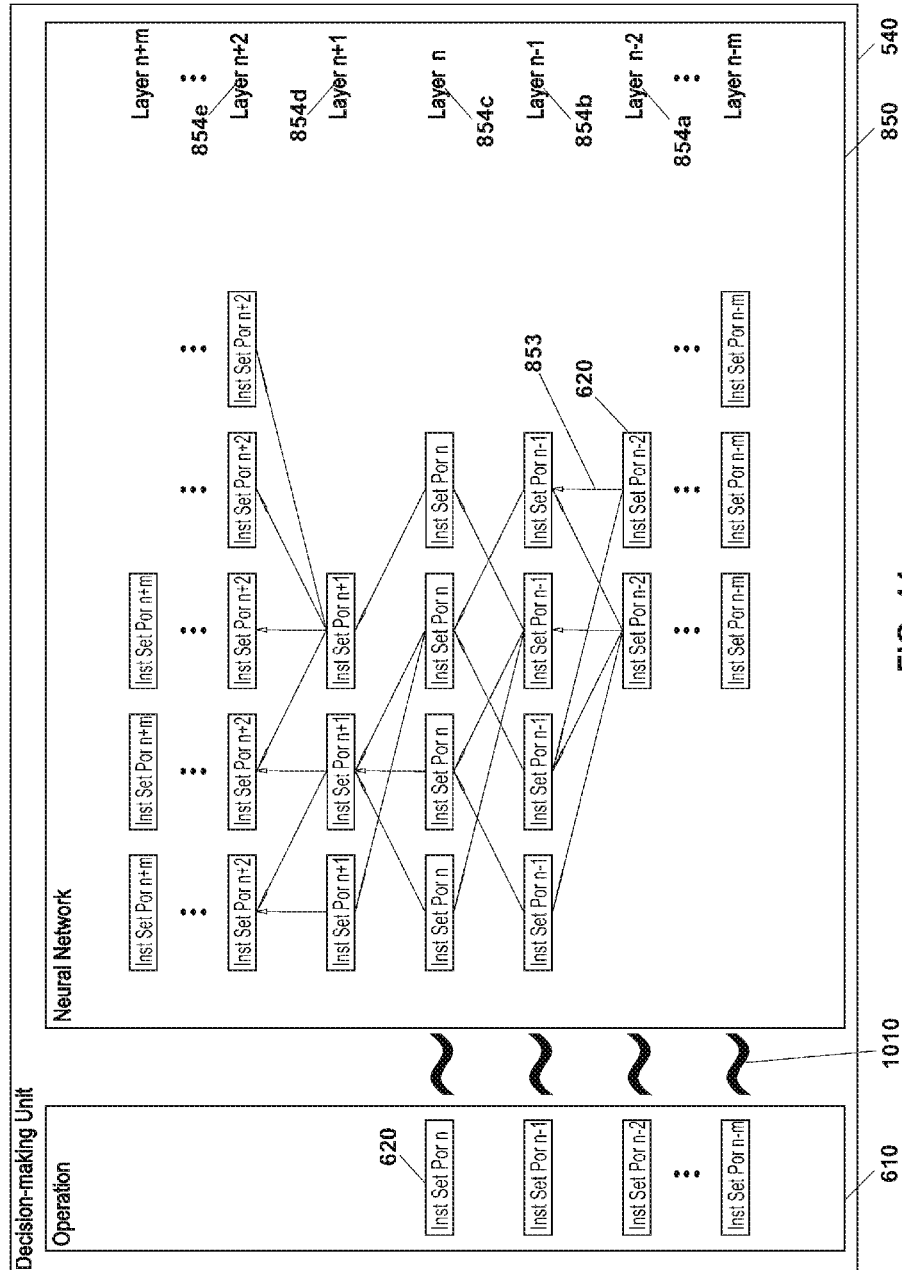 Decision-making Unit
Operation
Neural Network
Inst Set Por n+m
Inst Set Por n+m
Inst Set Por n+m
Layer n+m
Inst Set Por n+2
Inst Set Por n+2
Inst Set Por n+2
Inst Set Por n+2
Inst Set Por n+2
854e
Layer n+2
Inst Set Por n+1
Inst Set Por n+1
Inst Set Por n+1
854d
Layer n+1
620
Inst Set Por n
Inst Set Por n
Inst Set Por n
Inst Set Por n
Inst Set Por n
Layer n
854c
Inst Set Por n-1
Inst Set Por n-1
Inst Set Por n-1
Inst Set Por n-1
Inst Set Por n-1
853
Layer n-1
854b
620
Inst Set Por n-2
Inst Set Por n-2
Inst Set Por n-2
Layer n-2
854a
Inst Set Por n-m
Inst Set Por n-m
Inst Set Por n-m
Inst Set Por n-m
Layer n-m
610
1010
850
540